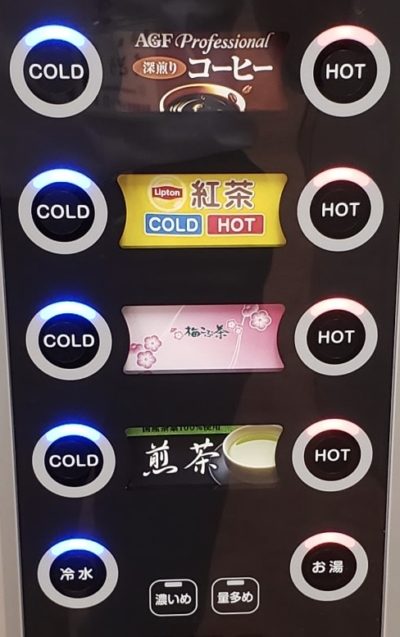 AGF Professional
COLD 深煎り コーヒー HOT
Lipton 紅茶
COLD COLD HOT HOT
COLD 梅こぶ茶 HOT
国産茶葉100%使用
COLD 煎茶 HOT
冷水 お湯
濃いめ 量多め